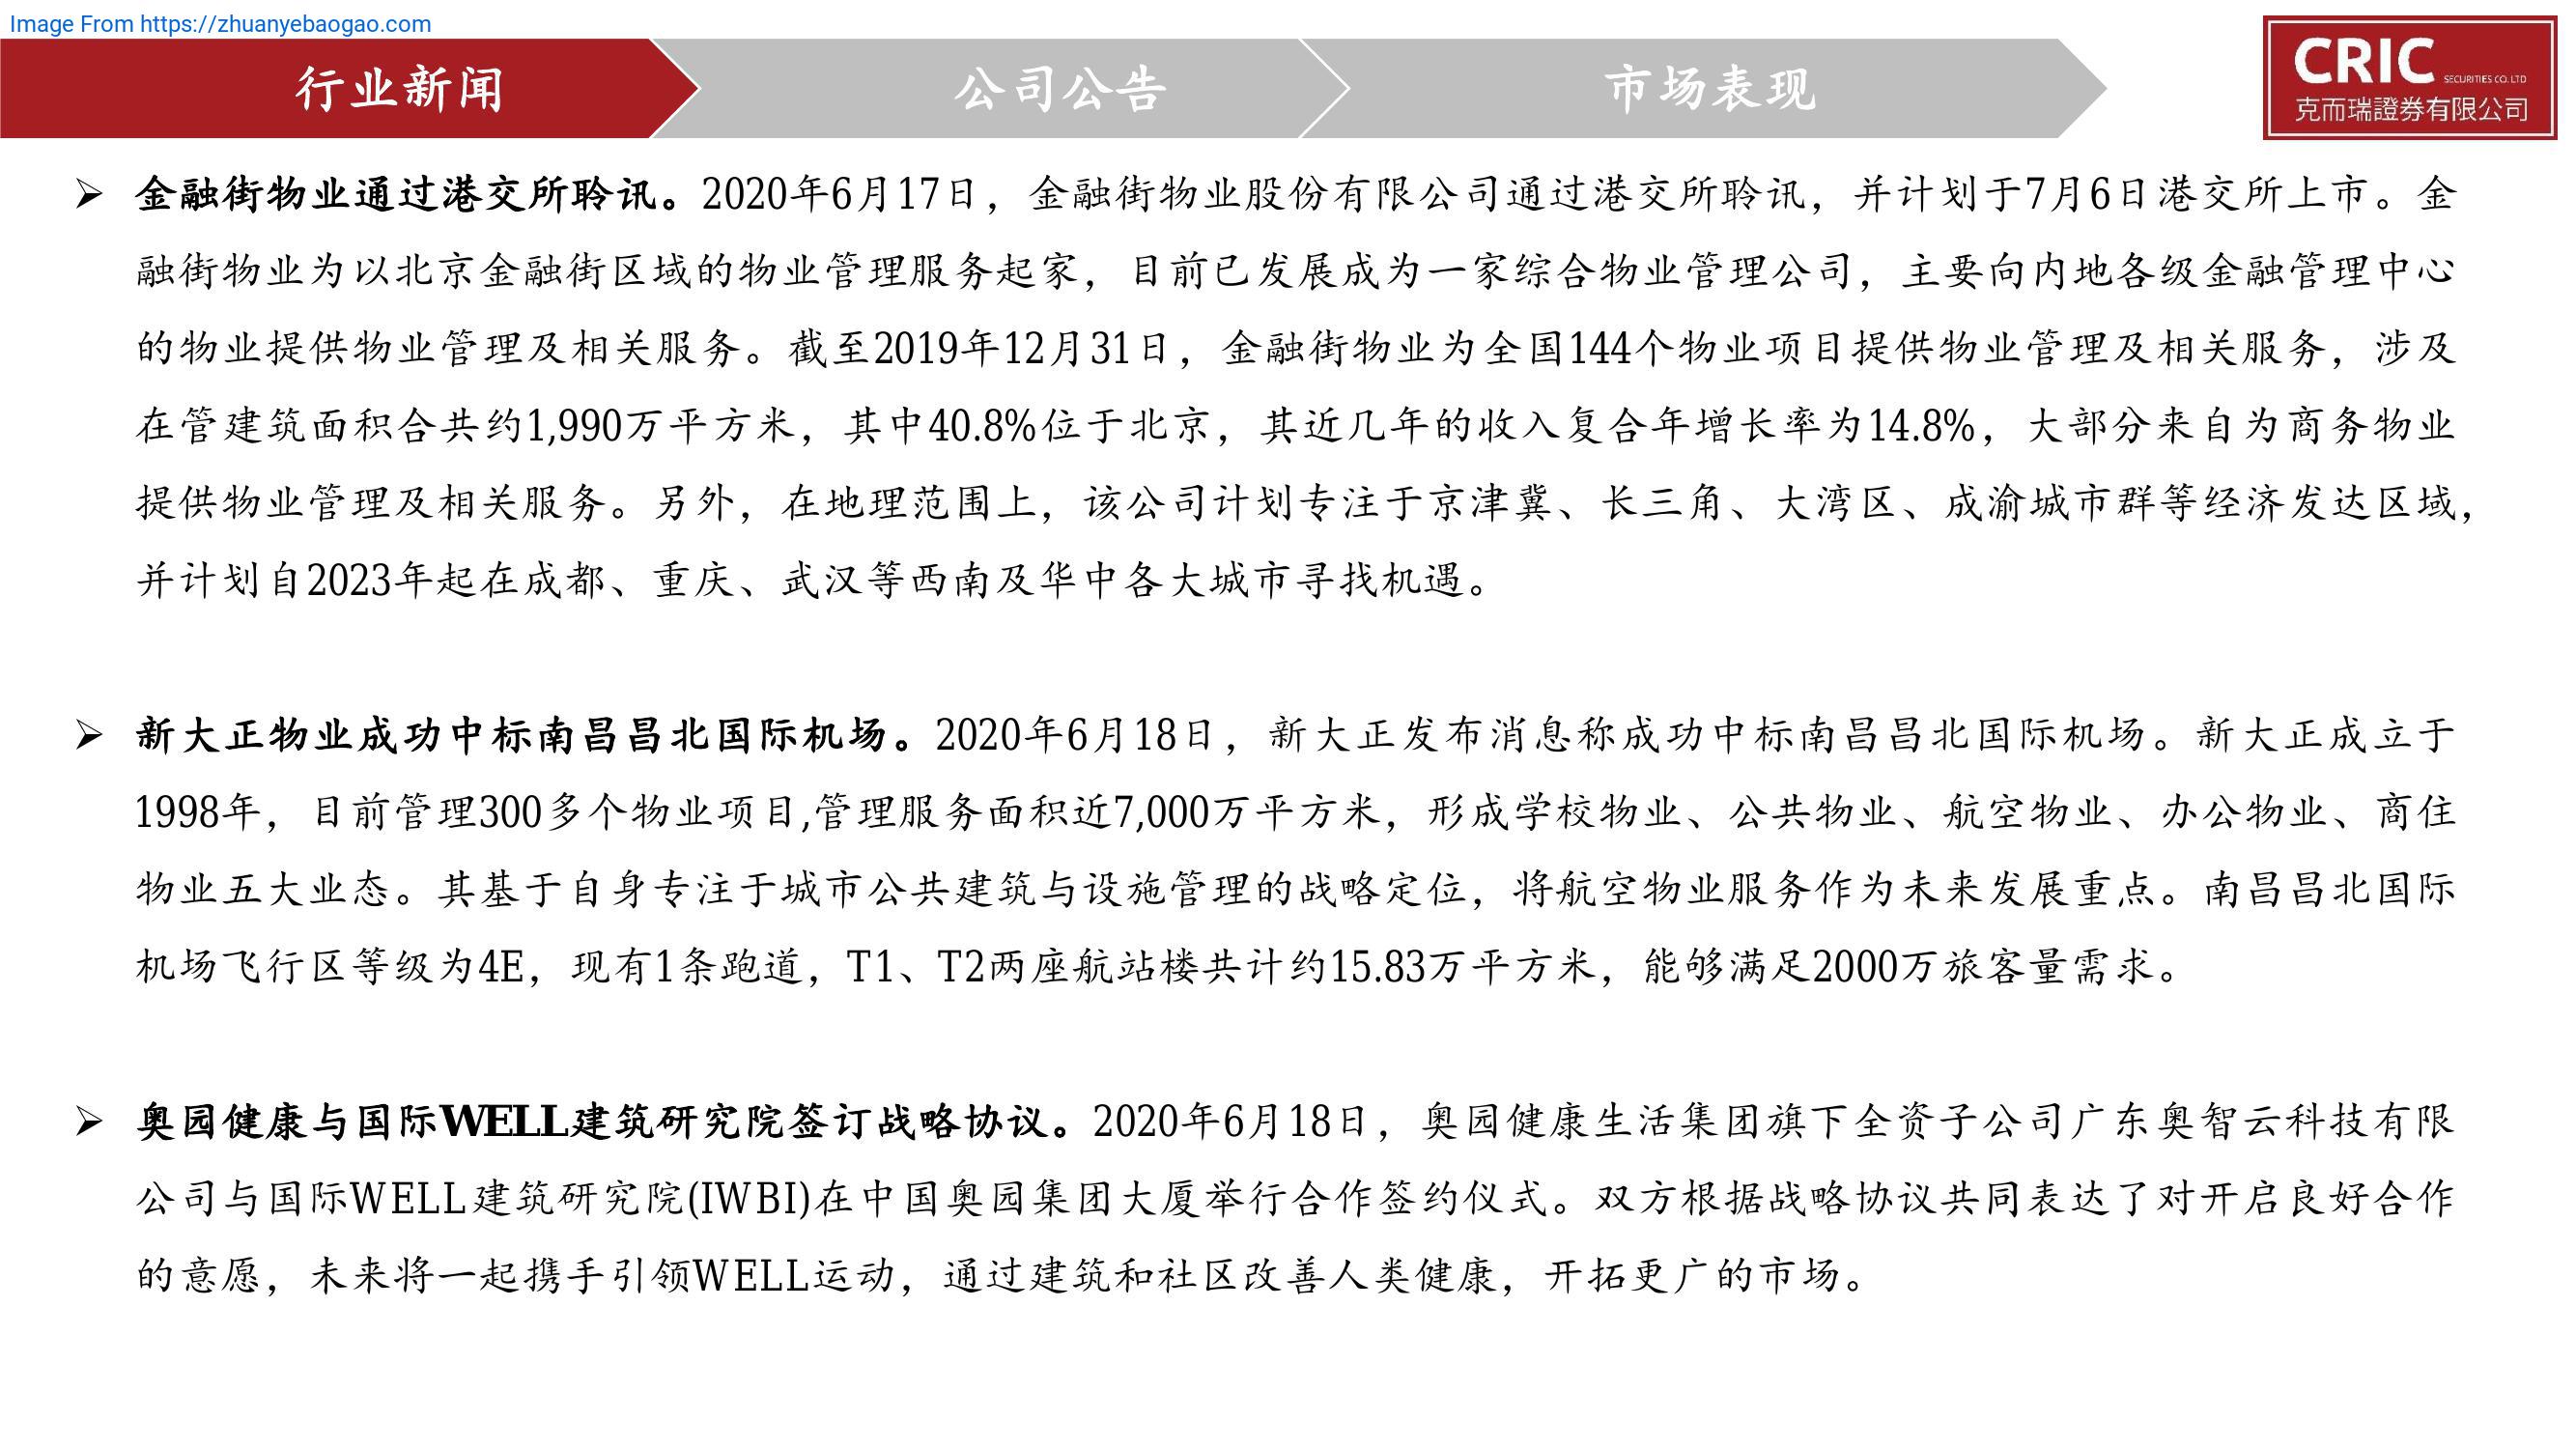 Image From https://zhuanyebaogao.com
行业新闻
公司公告
市场表现
CRIC
SECURITIES CO. LTD
克而瑞證券有限公司
➢ 金融街物业通过港交所聆讯。2020年6月17日，金融街物业股份有限公司通过港交所聆讯，并计划于7月6日港交所上市。金
融街物业为以北京金融街区域的物业管理服务起家，目前已发展成为一家综合物业管理公司，主要向内地各级金融管理中心
的物业提供物业管理及相关服务。截至2019年12月31日，金融街物业为全国144个物业项目提供物业管理及相关服务，涉及
在管建筑面积合共约1,990万平方米，其中40.8%位于北京，其近几年的收入复合年增长率为14.8%，大部分来自为商务物业
提供物业管理及相关服务。另外，在地理范围上，该公司计划专注于京津冀、长三角、大湾区、成渝城市群等经济发达区域，
并计划自2023年起在成都、重庆、武汉等西南及华中各大城市寻找机遇。
➢ 新大正物业成功中标南昌昌北国际机场。2020年6月18日，新大正发布消息称成功中标南昌昌北国际机场。新大正成立于
1998年，目前管理300多个物业项目,管理服务面积近7,000万平方米，形成学校物业、公共物业、航空物业、办公物业、商住
物业五大业态。其基于自身专注于城市公共建筑与设施管理的战略定位，将航空物业服务作为未来发展重点。南昌昌北国际
机场飞行区等级为4E，现有1条跑道，T1、T2两座航站楼共计约15.83万平方米，能够满足2000万旅客量需求。
➢ 奥园健康与国际WELL建筑研究院签订战略协议。2020年6月18日，奥园健康生活集团旗下全资子公司广东奥智云科技有限
公司与国际WELL建筑研究院(IWBI)在中国奥园集团大厦举行合作签约仪式。双方根据战略协议共同表达了对开启良好合作
的意愿，未来将一起携手引领WELL运动，通过建筑和社区改善人类健康，开拓更广的市场。